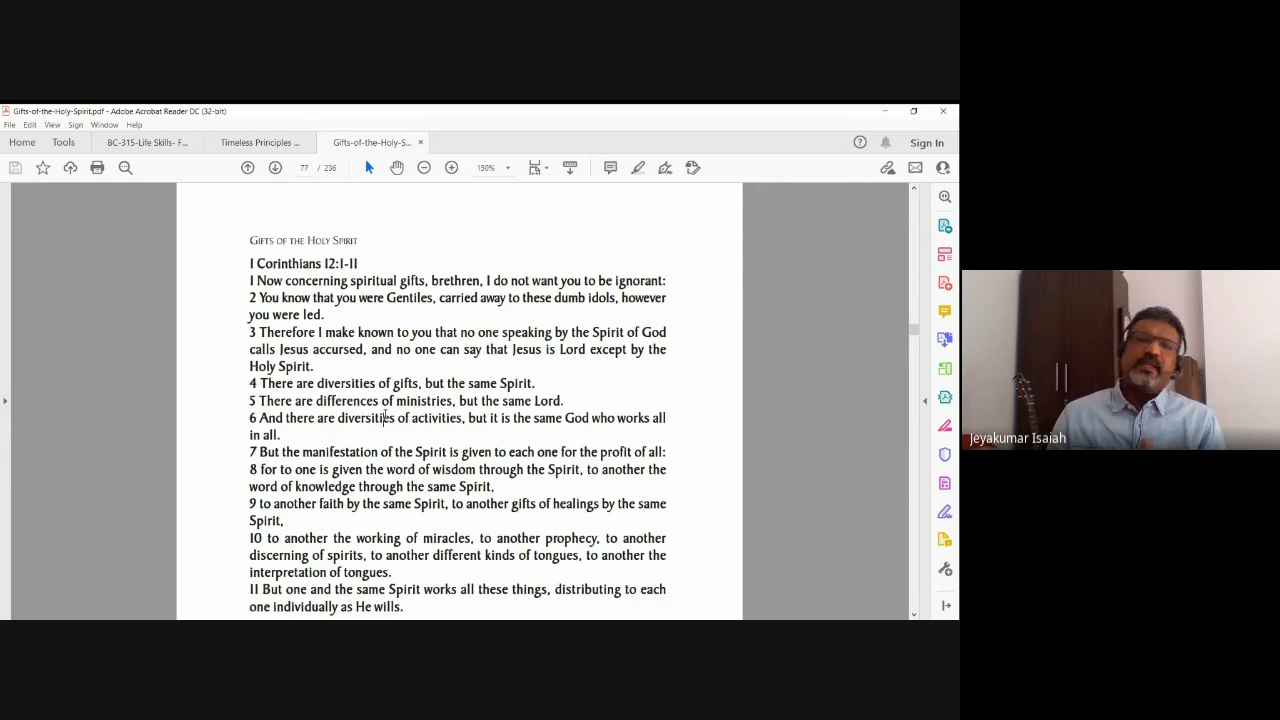 Gifts-of-the-Holy-Spirit.pdf - Adobe Acrobat Reader DC (32-bit)
File Edit View Sign Window Help
Home Tools BC-315-Life Skills- F... Timeless Principles ... Gifts-of-the-Holy-S... × Sign In
77 / 236 150%
GIFTS OF THE HOLY SPIRIT
1 Corinthians 12:1-11
1 Now concerning spiritual gifts, brethren, I do not want you to be ignorant:
2 You know that you were Gentiles, carried away to these dumb idols, however
you were led.
3 Therefore I make known to you that no one speaking by the Spirit of God
calls Jesus accursed, and no one can say that Jesus is Lord except by the
Holy Spirit.
4 There are diversities of gifts, but the same Spirit.
5 There are differences of ministries, but the same Lord.
6 And there are diversities of activities, but it is the same God who works all
in all.
7 But the manifestation of the Spirit is given to each one for the profit of all:
8 for to one is given the word of wisdom through the Spirit, to another the
word of knowledge through the same Spirit,
9 to another faith by the same Spirit, to another gifts of healings by the same
Spirit,
10 to another the working of miracles, to another prophecy, to another
discerning of spirits, to another different kinds of tongues, to another the
interpretation of tongues.
11 But one and the same Spirit works all these things, distributing to each
one individually as He wills.
Jeyakumar Isaiah